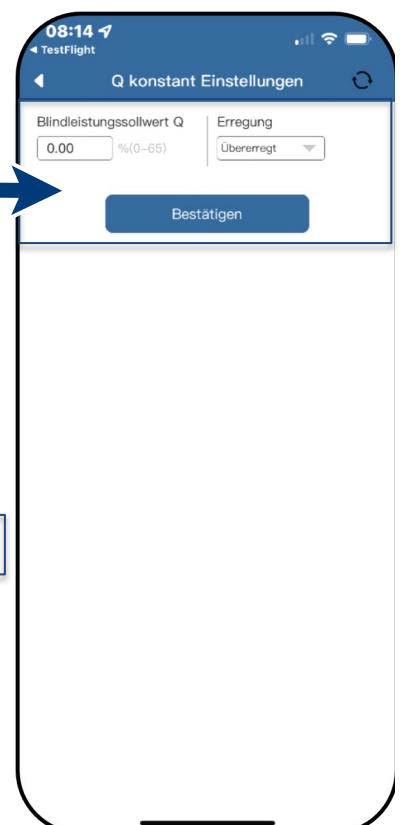 08:14
TestFlight
Q konstant Einstellungen
Blindleistungssollwert Q
Erregung
0.00 %(0–65)
Übererregt
Bestätigen